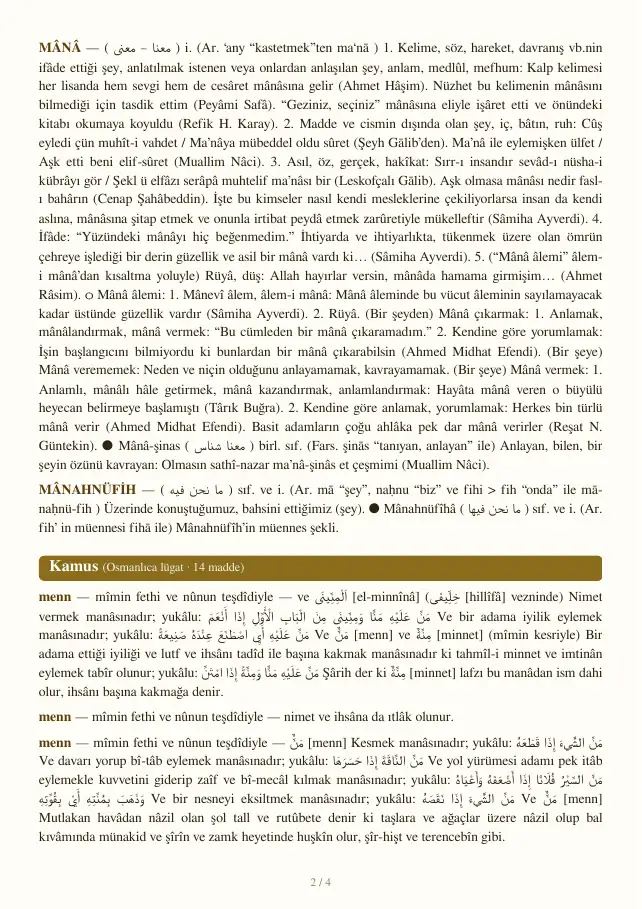 MÂNÂ — ( معنا – معنى ) i. (Ar. ‘any “kastetmek”ten ma‘nā ) 1. Kelime, söz, hareket, davranış vb.nin
ifâde ettiği şey, anlatılmak istenen veya onlardan anlaşılan şey, anlam, medlûl, mefhum: Kalp kelimesi
her lisanda hem sevgi hem de cesâret mânâsına gelir (Ahmet Hâşim). Nüzhet bu kelimenin mânâsını
bilmediği için tasdik ettim (Peyâmi Safâ). “Geziniz, seçiniz” mânâsına eliyle işâret etti ve önündeki
kitabı okumaya koyuldu (Refik H. Karay). 2. Madde ve cismin dışında olan şey, iç, bâtın, ruh: Cûş
eyledi çün muhît-i vahdet / Ma’nâya mübeddel oldu sûret (Şeyh Gālib’den). Ma’nâ ile eylemişken ülfet /
Aşk etti beni elif-sûret (Muallim Nâci). 3. Asıl, öz, gerçek, hakîkat: Sırr-ı insandır sevâd-ı nüsha-i
kübrâyı gör / Şekl ü elfâzı serâpâ muhtelif ma’nâsı bir (Leskofçalı Gālib). Aşk olmasa mânâsı nedir fasl-
ı bahârın (Cenap Şahâbeddin). İşte bu kimseler nasıl kendi mesleklerine çekiliyorlarsa insan da kendi
aslına, mânâsına şitap etmek ve onunla irtibat peydâ etmek zarûretiyle mükelleftir (Sâmiha Ayverdi). 4.
İfâde: “Yüzündeki mânâyı hiç beğenmedim.” İhtiyarda ve ihtiyarlıkta, tükenmek üzere olan ömrün
çehreye işlediği bir derin güzellik ve asil bir mânâ vardı ki… (Sâmiha Ayverdi). 5. (“Mânâ âlemi” âlem-
i mânâ’dan kısaltma yoluyle) Rüyâ, düş: Allah hayırlar versin, mânâda hamama girmişim… (Ahmet
Râsim). ѻ Mânâ âlemi: 1. Mânevî âlem, âlem-i mânâ: Mânâ âleminde bu vücut âleminin sayılamayacak
kadar üstünde güzellik vardır (Sâmiha Ayverdi). 2. Rüyâ. (Bir şeyden) Mânâ çıkarmak: 1. Anlamak,
mânâlandırmak, mânâ vermek: “Bu cümleden bir mânâ çıkaramadım.” 2. Kendine göre yorumlamak:
İşin başlangıcını bilmiyordu ki bunlardan bir mânâ çıkarabilsin (Ahmed Midhat Efendi). (Bir şeye)
Mânâ verememek: Neden ve niçin olduğunu anlayamamak, kavrayamamak. (Bir şeye) Mânâ vermek: 1.
Anlamlı, mânâlı hâle getirmek, mânâ kazandırmak, anlamlandırmak: Hayâta mânâ veren o büyülü
heyecan belirmeye başlamıştı (Târık Buğra). 2. Kendine göre anlamak, yorumlamak: Herkes bin türlü
mânâ verir (Ahmed Midhat Efendi). Basit adamların çoğu ahlâka pek dar mânâ verirler (Reşat N.
Güntekin). ● Mânâ-şinas ( معنا شناس ) birl. sıf. (Fars. şinās “tanıyan, anlayan” ile) Anlayan, bilen, bir
şeyin özünü kavrayan: Olmasın sathî-nazar ma’nâ-şinâs et çeşmimi (Muallim Nâci).
MÂNAHNÜFİH — ( ما نحن فيه ) sıf. ve i. (Ar. mā “şey”, naḥnu “biz” ve fihi > fih “onda” ile mā-
naḥnü-fih ) Üzerinde konuştuğumuz, bahsini ettiğimiz (şey). ● Mânahnüfîhâ ( ما نحن فيها ) sıf. ve i. (Ar.
fih’ in müennesi fihā ile) Mânahnüfîh’in müennes şekli.
Kamus (Osmanlıca lügat · 14 madde)
menn — mîmin fethi ve nûnun teşdîdiyle — ve اَلْمِنِّينَى [el-minnînâ] (خِلِّيفَى [hillîfâ] vezninde) Nimet
vermek manâsınadır; yukâlu: مَنَّ عَلَيْهِ مَنًّا وَمِنِّينَى مِنَ الْبَابِ الْأَوَّلِ إِذَا أَنْعَمَ Ve bir adama iyilik eylemek
manâsınadır; yukâlu: مَنَّ عَلَيْهِ أَيِ اصْطَنَعَ عِنْدَهُ صَنِيعَةً Ve مَنٌّ [menn] ve مِنَّةٌ [minnet] (mîmin kesriyle) Bir
adama ettiği iyiliği ve lutf ve ihsânı tadîd ile başına kakmak manâsınadır ki tahmîl-i minnet ve imtinân
eylemek tabîr olunur; yukâlu: مَنَّ عَلَيْهِ مَنًّا وَمِنَّةً إِذَا امْتَنَّ Şârih der ki مِنَّةٌ [minnet] lafzı bu manâdan ism dahi
olur, ihsânı başına kakmağa denir.
menn — mîmin fethi ve nûnun teşdîdiyle — nimet ve ihsâna da ıtlâk olunur.
menn — mîmin fethi ve nûnun teşdîdiyle — مَنٌّ [menn] Kesmek manâsınadır; yukâlu: مَنَّ الشَّيْءَ إِذَا قَطَعَهُ
Ve davarı yorup bî-tâb eylemek manâsınadır; yukâlu: مَنَّ النَّاقَةَ إِذَا حَسَرَهَا Ve yol yürümesi adamı pek itâb
eylemekle kuvvetini giderip zaîf ve bî-mecâl kılmak manâsınadır; yukâlu: مَنَّ السَّيْرُ فُلَانًا إِذَا أَضْعَفَهُ وَأَعْيَاهُ
وَذَهَبَ بِمُنَّتِهِ أَيْ بِقُوَّتِهِ Ve bir nesneyi eksiltmek manâsınadır; yukâlu: مَنَّ الشَّيْءَ إِذَا نَقَصَهُ Ve مَنٌّ [menn]
Mutlakan havâdan nâzil olan şol tall ve rutûbete denir ki taşlara ve ağaçlar üzere nâzil olup bal
kıvâmında münakid ve şîrîn ve zamk heyetinde huşkîn olur, şîr-hişt ve terencebîn gibi.
2 / 4